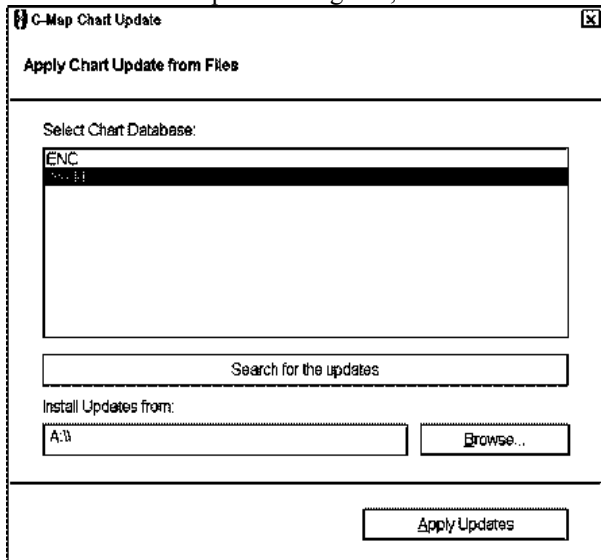 C-Map Chart Update
Apply Chart Update from Files
Select Chart Database:
ENC
Search for the updates
Install Updates from:
A:\\
Browse...
Apply Updates